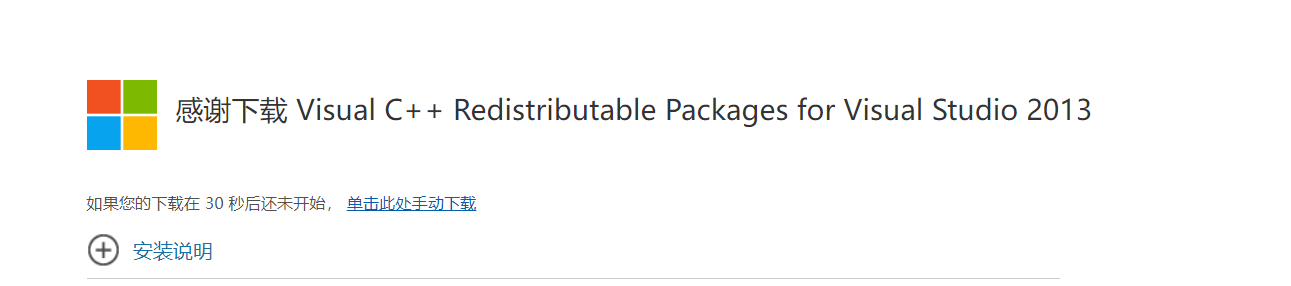 感谢下载 Visual C++ Redistributable Packages for Visual Studio 2013
如果您的下载在 30 秒后还未开始， 单击此处手动下载
安装说明